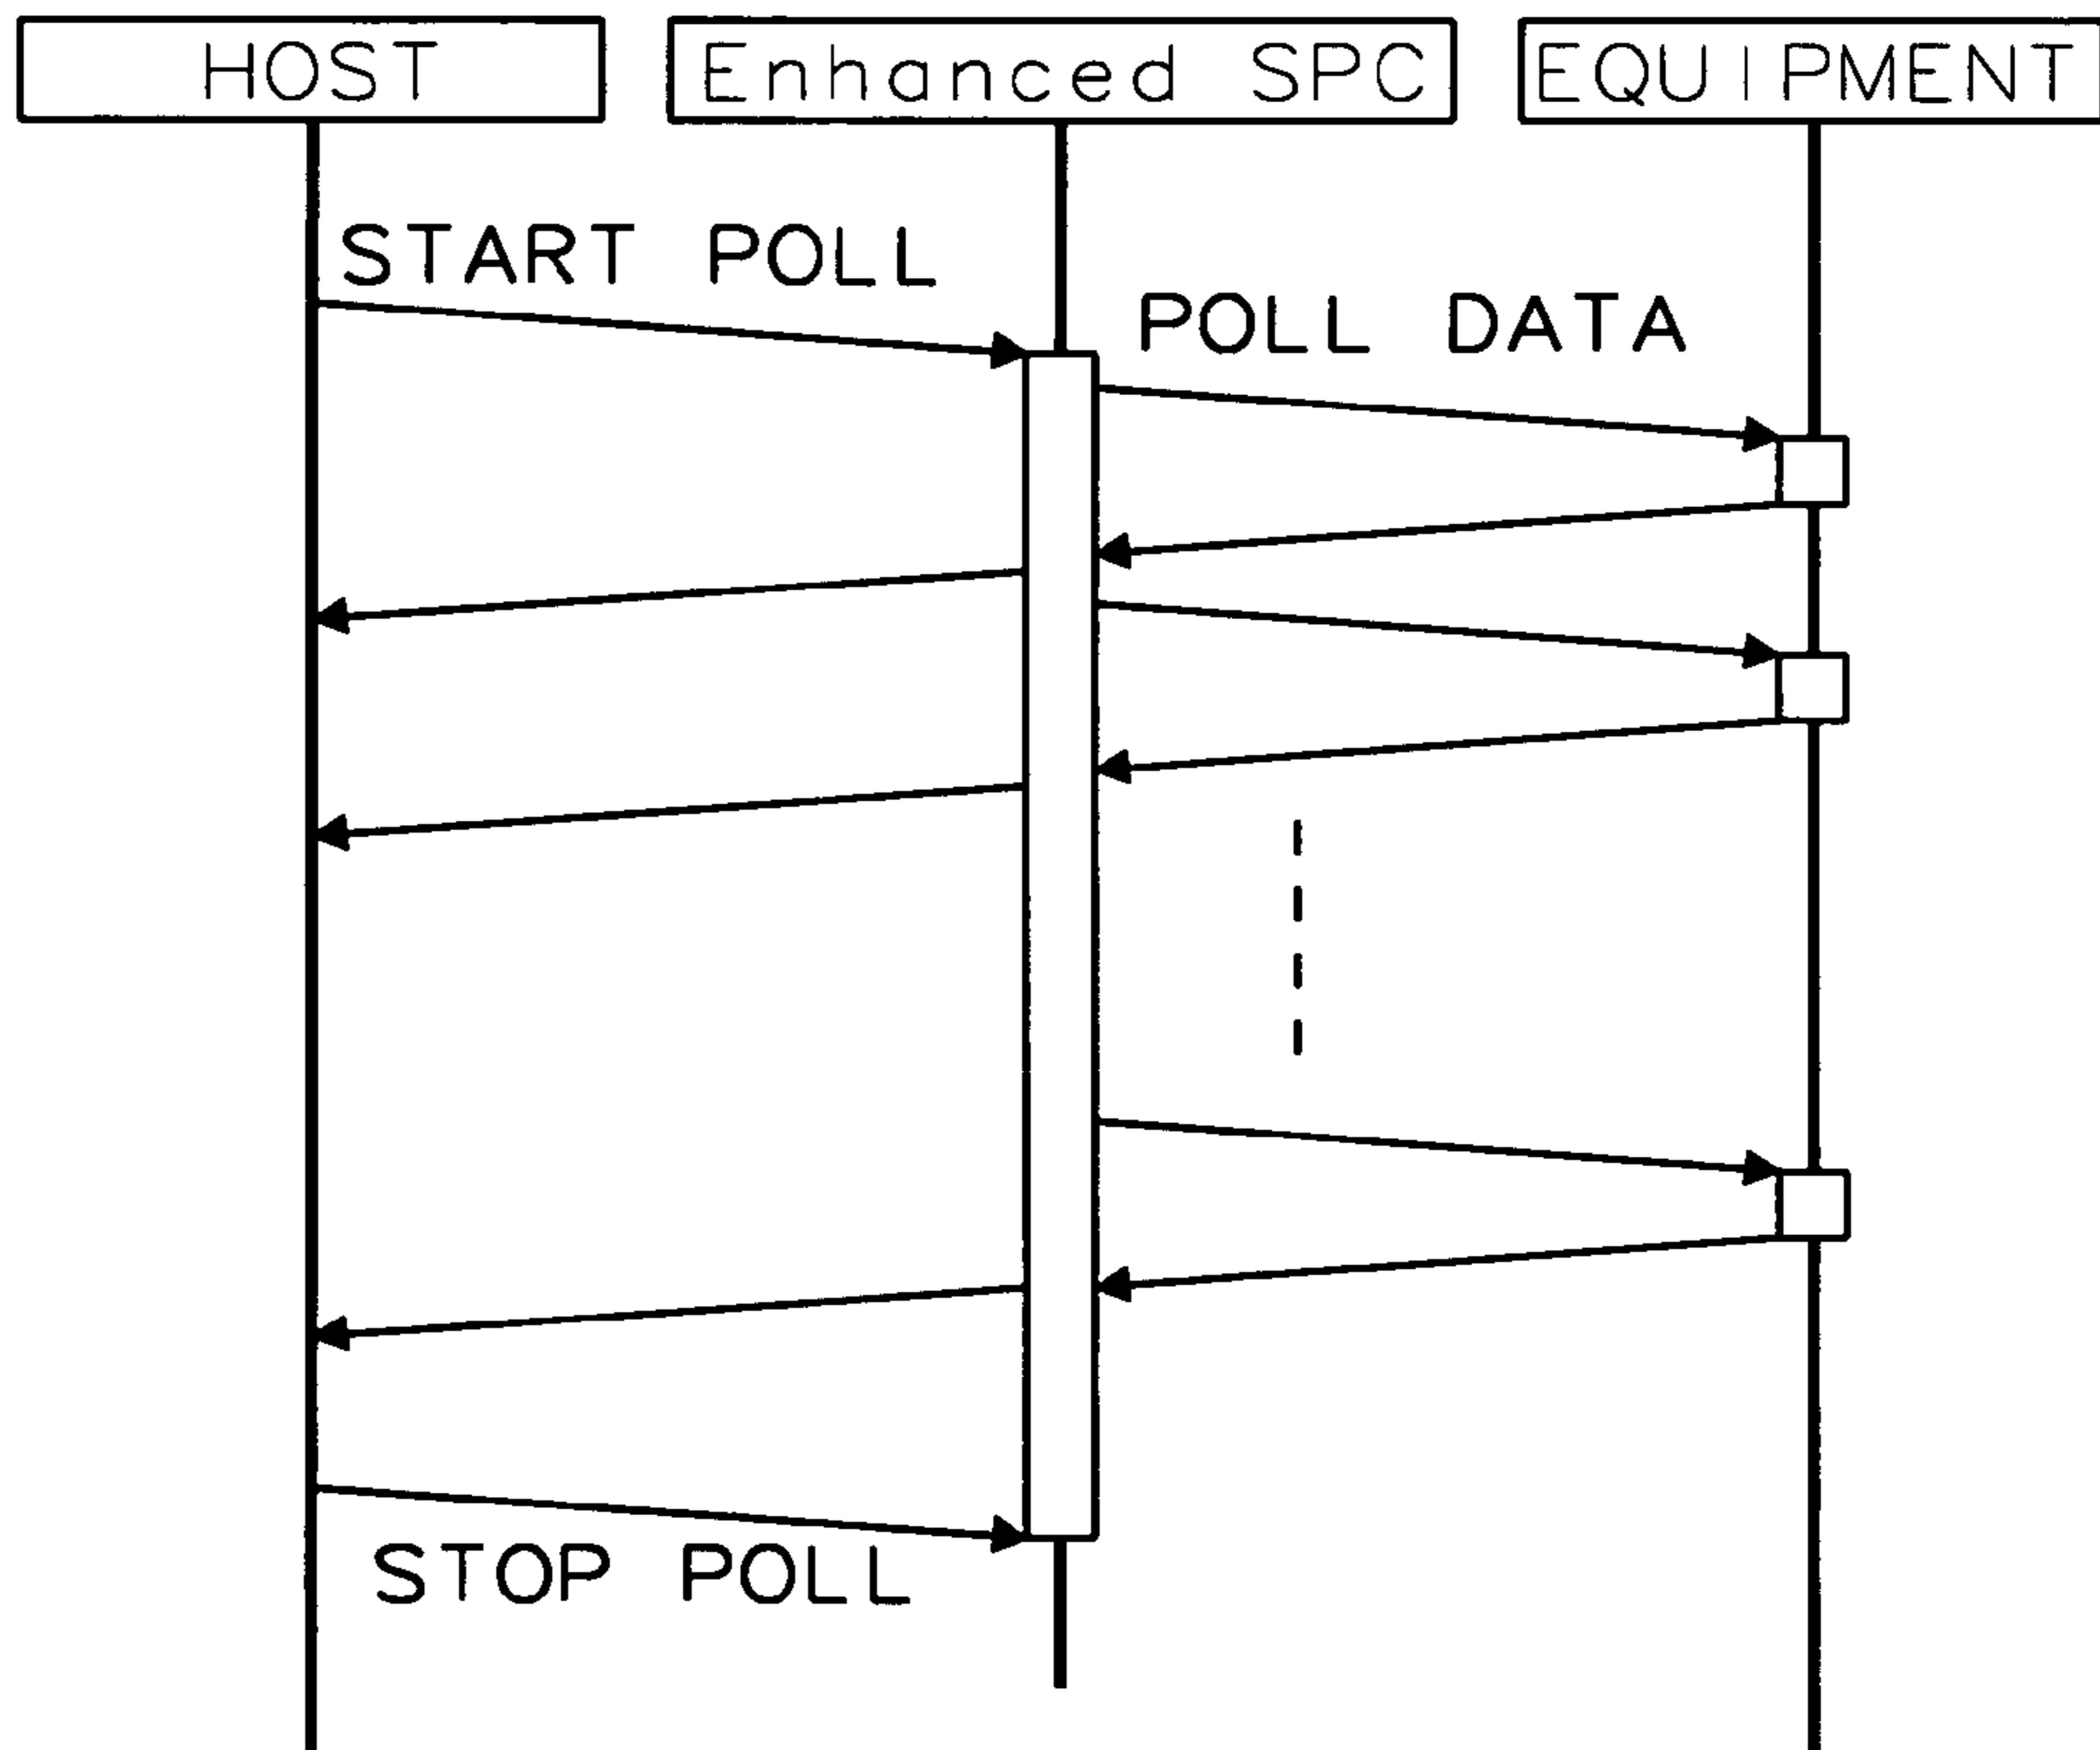 HOST
Enhanced SPC
EQUIPMENT
START POLL
POLL DATA
STOP POLL